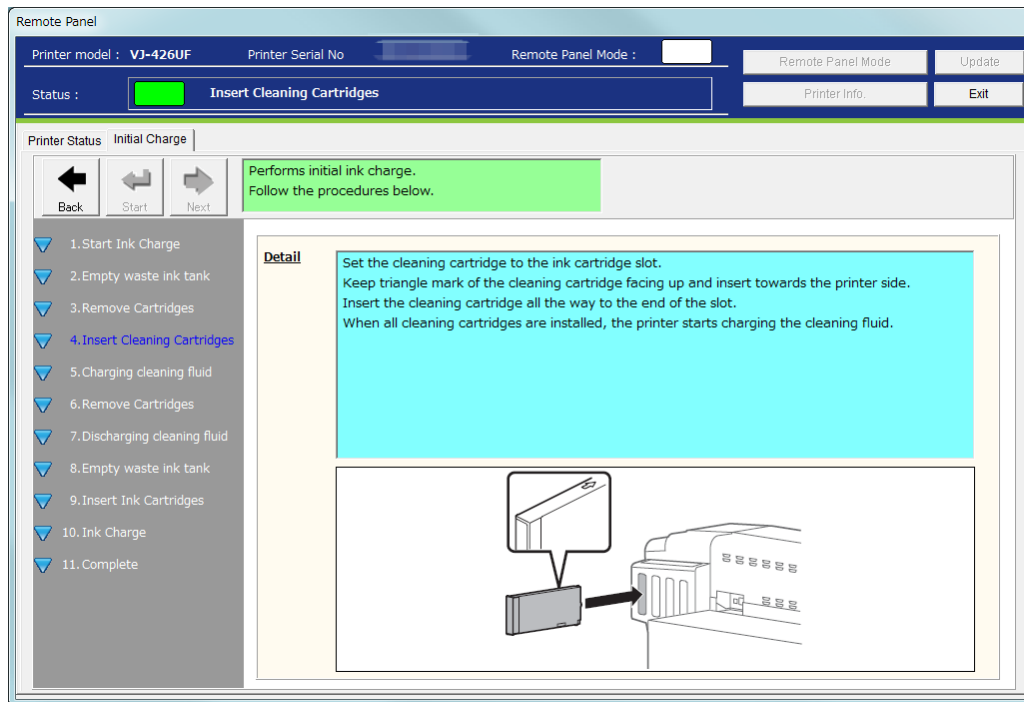 Remote Panel
Printer model : VJ-426UF Printer Serial No Remote Panel Mode :
Remote Panel Mode Update
Status : Insert Cleaning Cartridges
Printer Info. Exit
Printer Status Initial Charge
Back Start Next
Performs initial ink charge.
Follow the procedures below.
1.Start Ink Charge
2.Empty waste ink tank
3.Remove Cartridges
4.Insert Cleaning Cartridges
5.Charging cleaning fluid
6.Remove Cartridges
7.Discharging cleaning fluid
8.Empty waste ink tank
9.Insert Ink Cartridges
10.Ink Charge
11.Complete
Detail
Set the cleaning cartridge to the ink cartridge slot.
Keep triangle mark of the cleaning cartridge facing up and insert towards the printer side.
Insert the cleaning cartridge all the way to the end of the slot.
When all cleaning cartridges are installed, the printer starts charging the cleaning fluid.